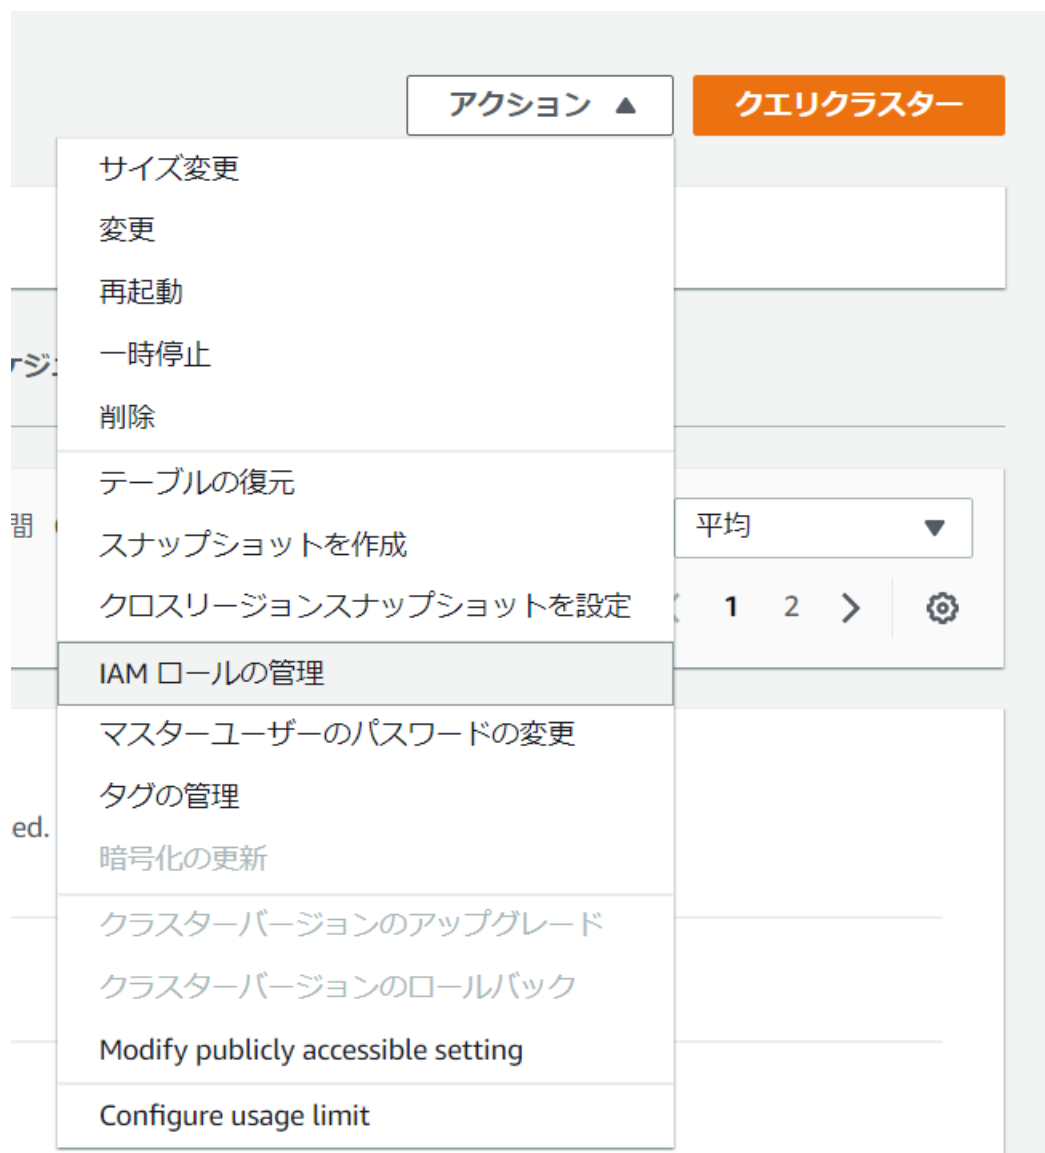 アクション
クエリクラスター
サイズ変更
変更
再起動
一時停止
削除
テーブルの復元
スナップショットを作成
クロスリージョンスナップショットを設定
IAM ロールの管理
マスターユーザーのパスワードの変更
タグの管理
暗号化の更新
クラスターバージョンのアップグレード
クラスターバージョンのロールバック
Modify publicly accessible setting
Configure usage limit
間
平均
1 2
ed.